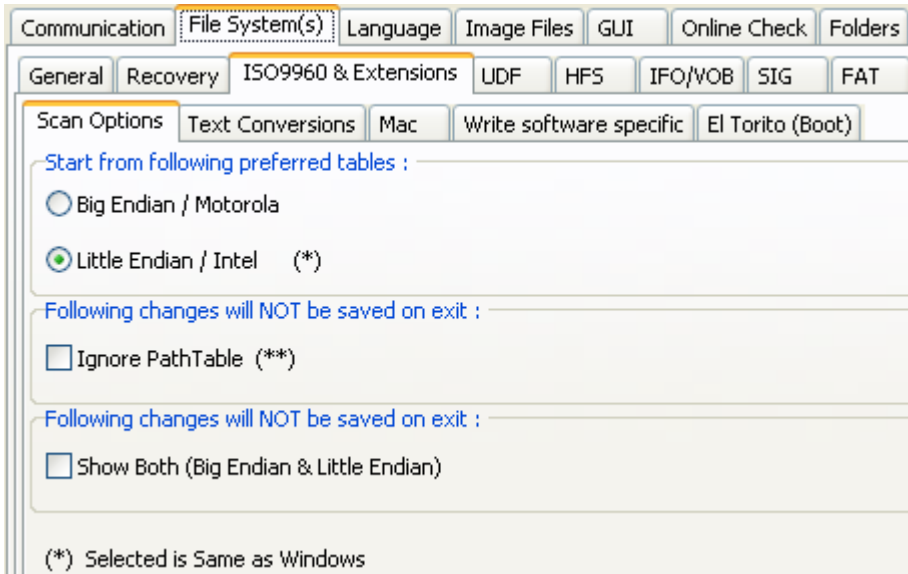 Communication File System(s) Language Image Files GUI Online Check Folders
General Recovery ISO9960 & Extensions UDF HFS IFO/VOB SIG FAT
Scan Options Text Conversions Mac Write software specific El Torito (Boot)
Start from following preferred tables :
Big Endian / Motorola
Little Endian / Intel (*)
Following changes will NOT be saved on exit :
Ignore PathTable (**)
Following changes will NOT be saved on exit :
Show Both (Big Endian & Little Endian)
(*) Selected is Same as Windows